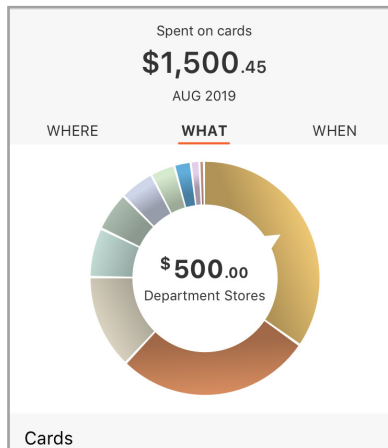 Spent on cards
$1,500.45
AUG 2019
WHERE WHAT WHEN
$500.00
Department Stores
Cards